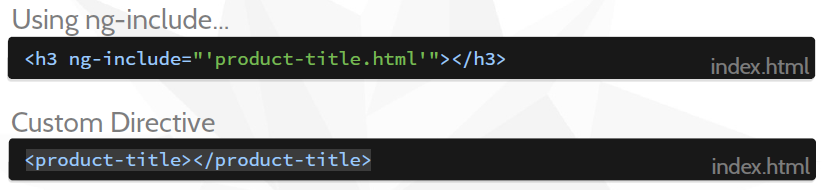 Using ng-include...
<h3 ng-include="'product-title.html'"></h3>
index.html
Custom Directive
<product-title></product-title>
index.html